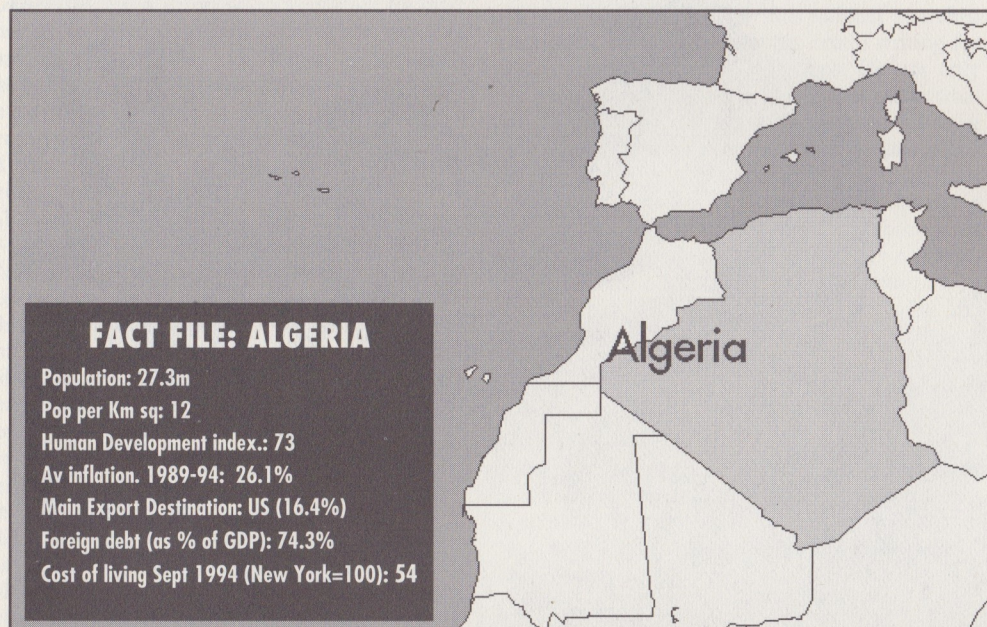 Algeria
FACT FILE: ALGERIA
Population: 27.3m
Pop per Km sq: 12
Human Development index.: 73
Av inflation. 1989-94: 26.1%
Main Export Destination: US (16.4%)
Foreign debt (as % of GDP): 74.3%
Cost of living Sept 1994 (New York=100): 54